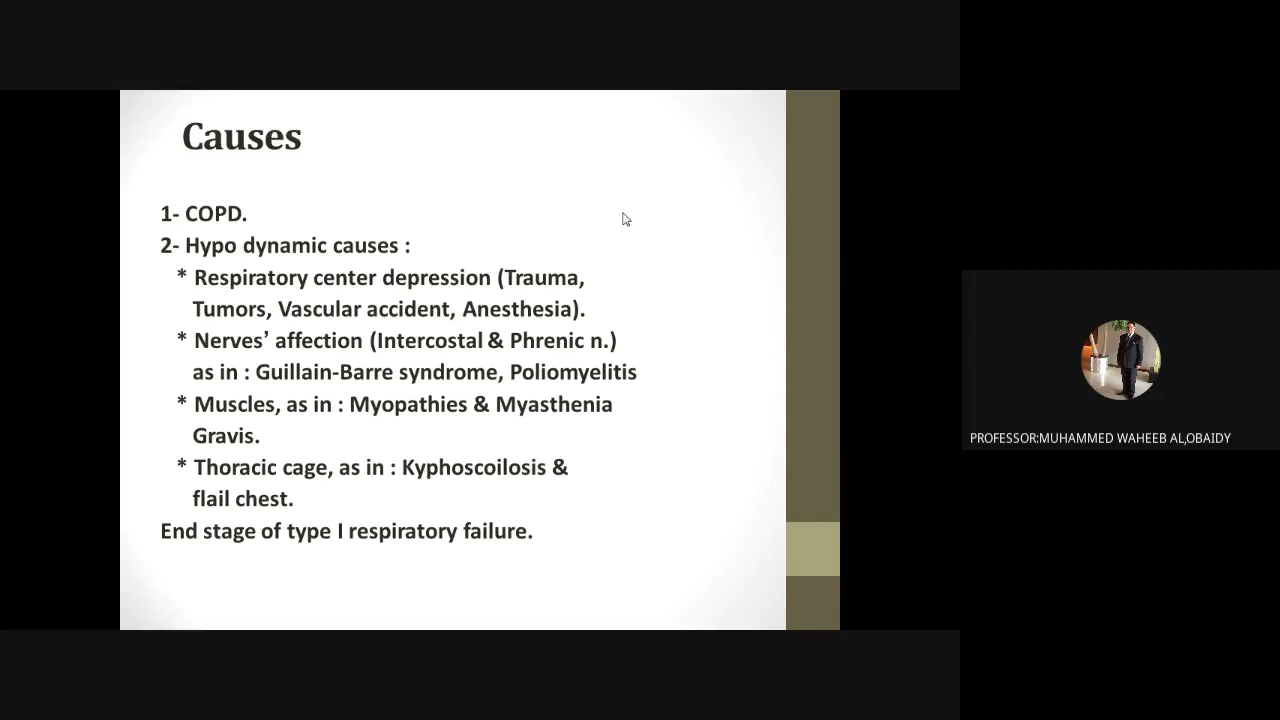 Causes
1- COPD.
2- Hypo dynamic causes :
* Respiratory center depression (Trauma,
Tumors, Vascular accident, Anesthesia).
* Nerves’ affection (Intercostal & Phrenic n.)
as in : Guillain-Barre syndrome, Poliomyelitis
* Muscles, as in : Myopathies & Myasthenia
Gravis.
* Thoracic cage, as in : Kyphoscoilosis &
flail chest.
End stage of type I respiratory failure.
PROFESSOR:MUHAMMED WAHEEB AL,OBAIDY